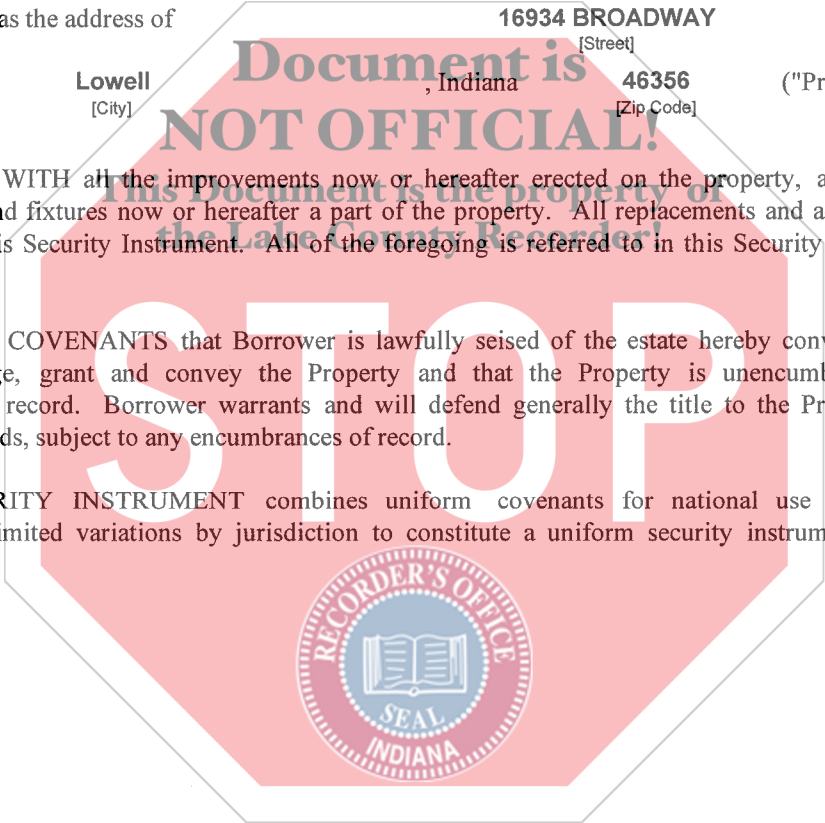 as the address of 16934 BROADWAY
[Street]
Lowell , Indiana 46356 ("Pr
[City] [Zip Code]
Document is
NOT OFFICIAL!
This Document is the property of
the Lake County Recorder!
WITH all the improvements now or hereafter erected on the property, a
nd fixtures now or hereafter a part of the property. All replacements and a
is Security Instrument. All of the foregoing is referred to in this Security
STOP
COVENANTS that Borrower is lawfully seised of the estate hereby conv
ge, grant and convey the Property and that the Property is unencumb
record. Borrower warrants and will defend generally the title to the Pr
ds, subject to any encumbrances of record.
RITY INSTRUMENT combines uniform covenants for national use
imited variations by jurisdiction to constitute a uniform security instrum
RECORDER'S OFFICE
SEAL
INDIANA